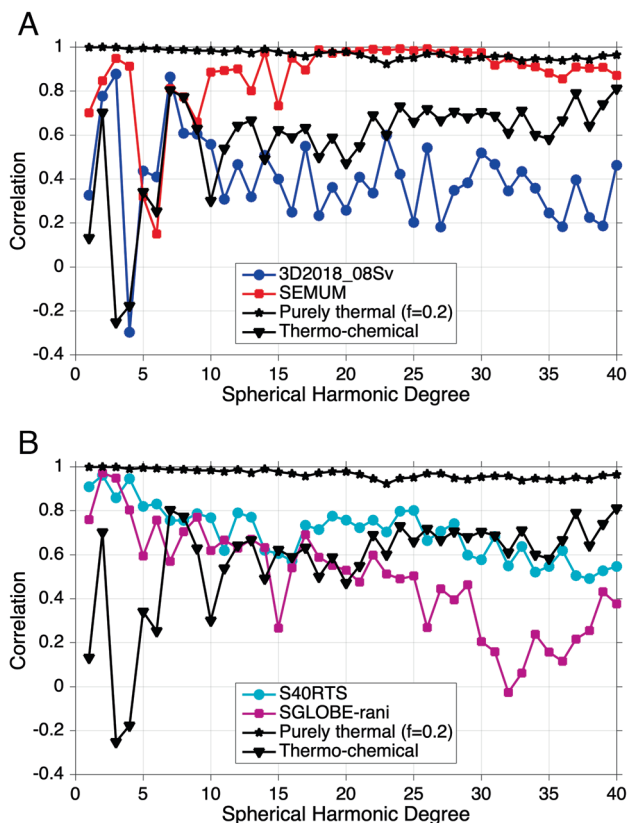 A
1
0.8
0.6
0.4
0.2
0
-0.2
-0.4
Correlation
3D2018_08Sv
SEMUM
Purely thermal (f=0.2)
Thermo-chemical
0 5 10 15 20 25 30 35 40
Spherical Harmonic Degree
B
1
0.8
0.6
0.4
0.2
0
-0.2
-0.4
Correlation
S40RTS
SGLOBE-rani
Purely thermal (f=0.2)
Thermo-chemical
0 5 10 15 20 25 30 35 40
Spherical Harmonic Degree